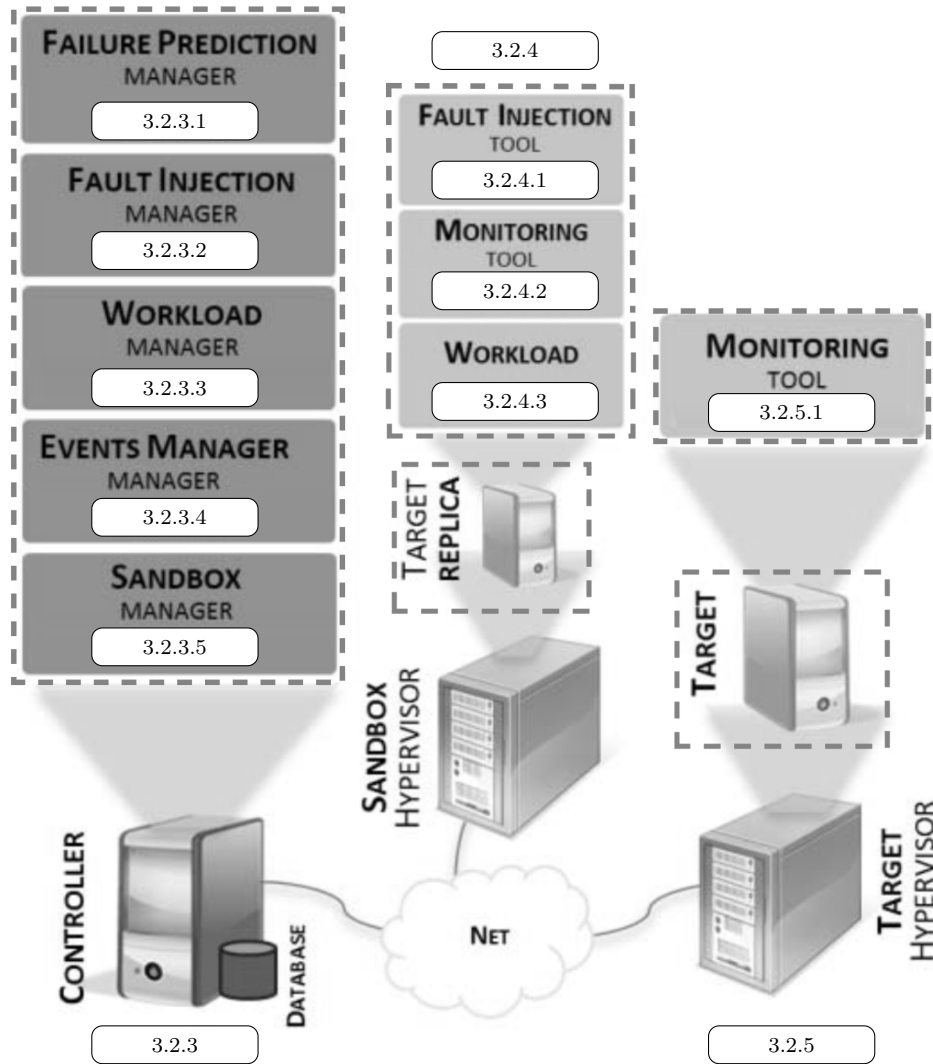 FAILURE PREDICTION
MANAGER
3.2.3.1
FAULT INJECTION
MANAGER
3.2.3.2
WORKLOAD
MANAGER
3.2.3.3
EVENTS MANAGER
MANAGER
3.2.3.4
SANDBOX
MANAGER
3.2.3.5
3.2.4
FAULT INJECTION
TOOL
3.2.4.1
MONITORING
TOOL
3.2.4.2
WORKLOAD
3.2.4.3
MONITORING
TOOL
3.2.5.1
TARGET
REPLICA
TARGET
SANDBOX
HYPERVISOR
CONTROLLER
DATABASE
NET
TARGET
HYPERVISOR
3.2.3
3.2.5